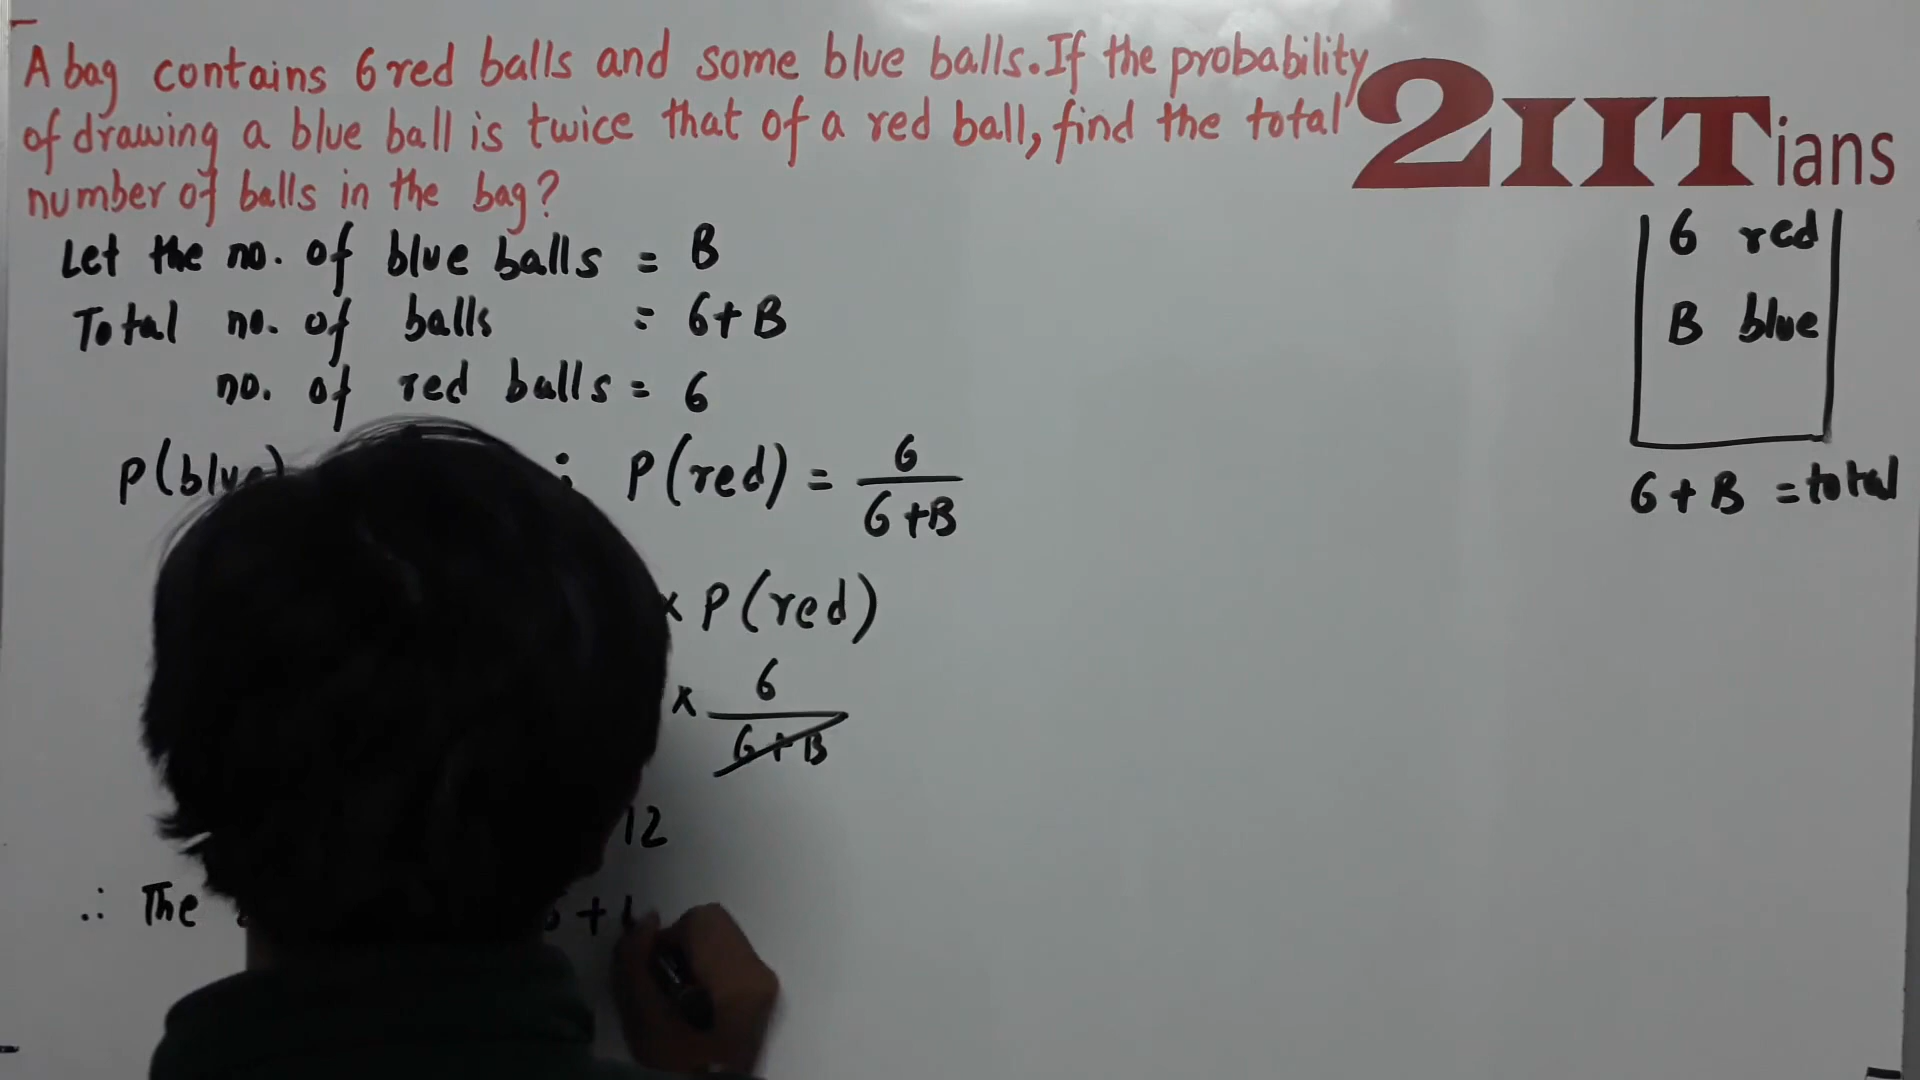 A bag contains 6 red balls and some blue balls. If the probability
of drawing a blue ball is twice that of a red ball, find the total
number of balls in the bag?
2IITians
Let the no. of blue balls = B
Total no. of balls = 6+B
no. of red balls = 6
P(blue) ; P(red) = 6/6+B
x P(red)
x 6/6+B
12
∴ The +
6 red
B blue
6+B = total